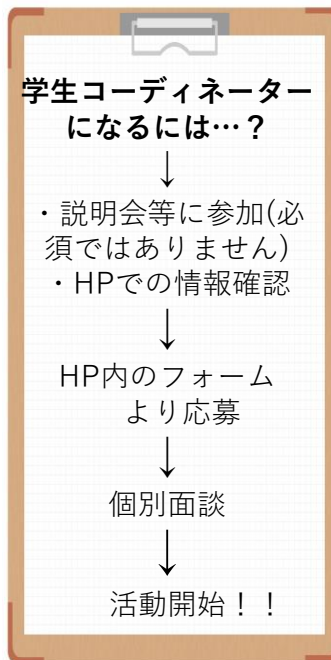 学生コーディネーター
になるには…？
↓
・説明会等に参加(必
須ではありません)
・HPでの情報確認
↓
HP内のフォーム
より応募
↓
個別面談
↓
活動開始！！